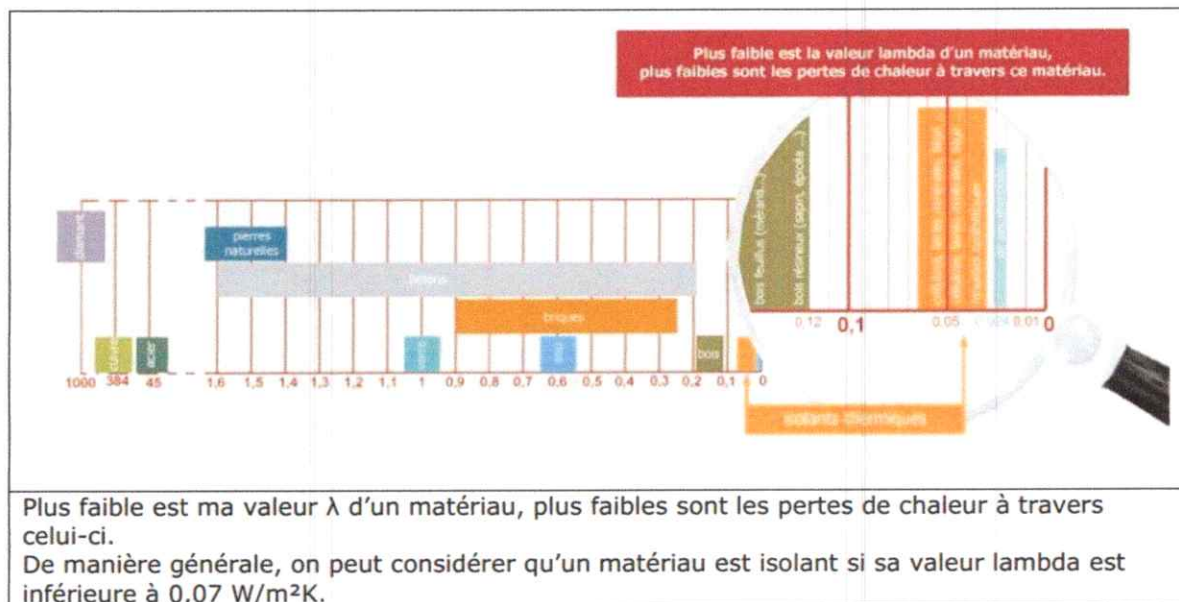 Plus faible est la valeur lambda d'un matériau,
plus faibles sont les pertes de chaleur à travers ce matériau.
diamant
pierres
naturelles
bétons
briques
cuivre
acier
verre
eau
bois
1000 384 45 1,6 1,5 1,4 1,3 1,2 1,1 1 0,9 0,8 0,7 0,6 0,5 0,4 0,3 0,2 0,1 0
bois feuillus (méranti...)
bois résineux (sapin, épicéa ...)
0,12 0,1 0,05 0,01 0
isolants thermiques
Plus faible est ma valeur λ d'un matériau, plus faibles sont les pertes de chaleur à travers
celui-ci.
De manière générale, on peut considérer qu'un matériau est isolant si sa valeur lambda est
inférieure à 0,07 W/m²K.